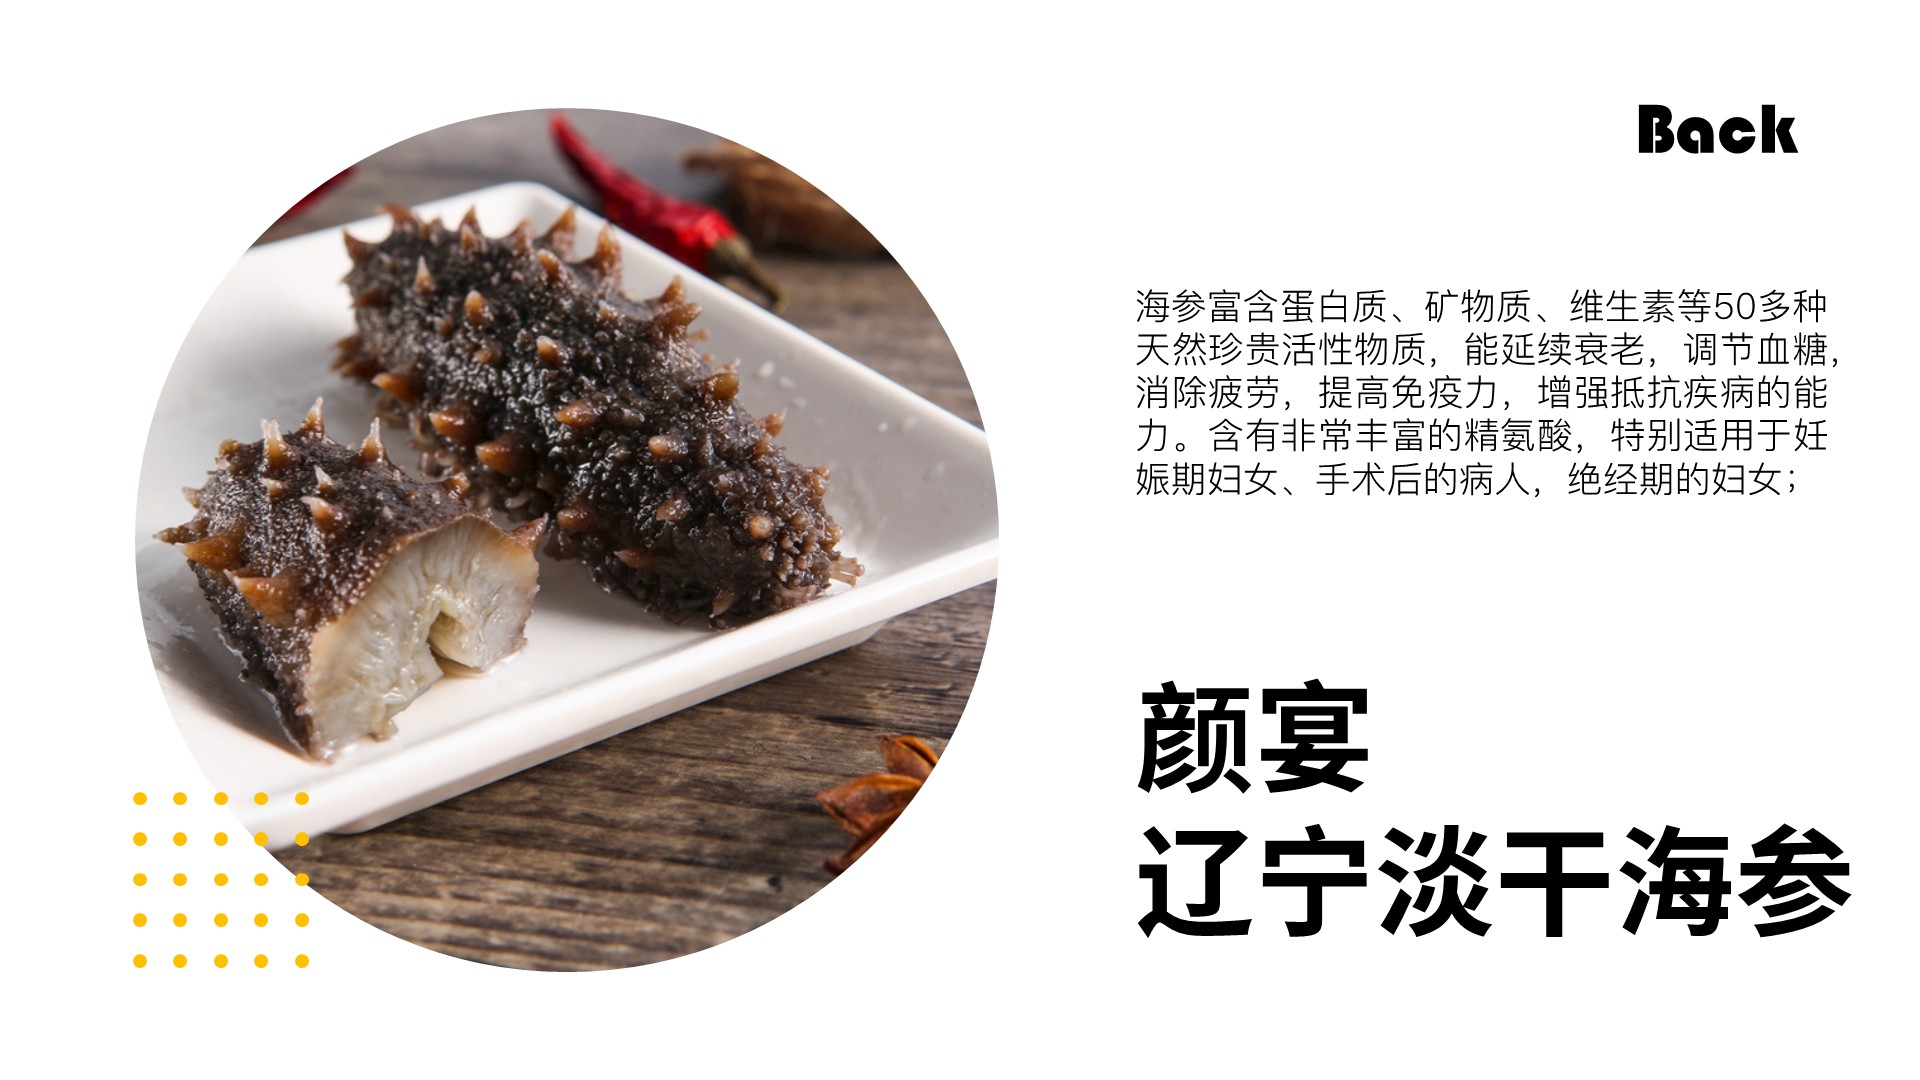 Back
海参富含蛋白质、矿物质、维生素等50多种
天然珍贵活性物质，能延续衰老，调节血糖，
消除疲劳，提高免疫力，增强抵抗疾病的能
力。含有非常丰富的精氨酸，特别适用于妊
娠期妇女、手术后的病人，绝经期的妇女；
颜宴
辽宁淡干海参